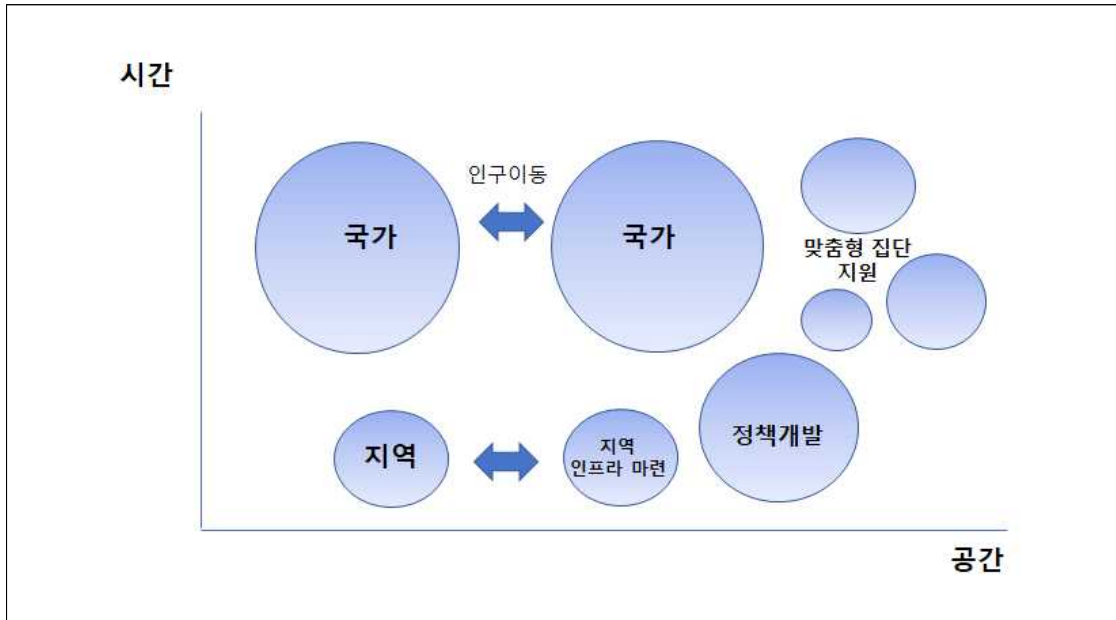 시간
인구이동
국가
국가
맞춤형 집단
지원
지역
지역
인프라 마련
정책개발
공간